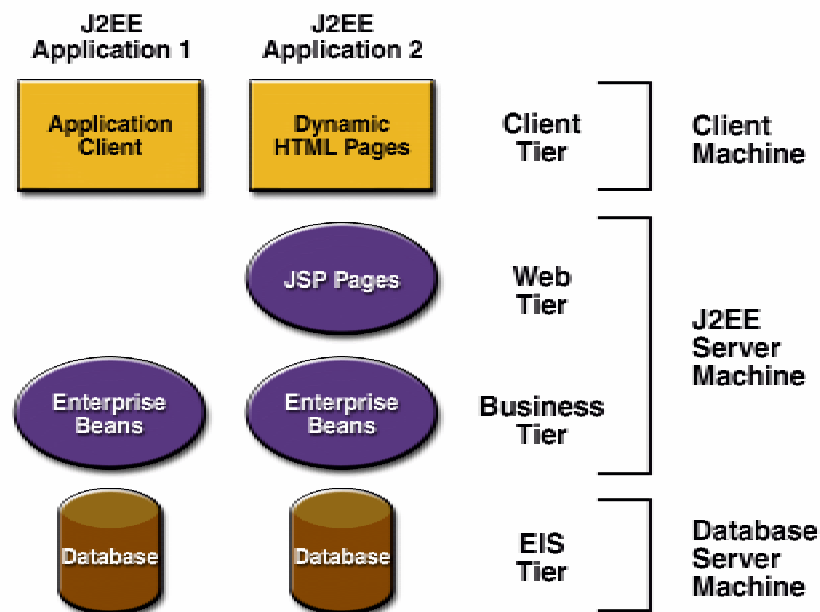 J2EE
Application 1
J2EE
Application 2
Application
Client
Dynamic
HTML Pages
Client
Tier
Client
Machine
JSP Pages
Web
Tier
J2EE
Server
Machine
Enterprise
Beans
Enterprise
Beans
Business
Tier
Database
Database
EIS
Tier
Database
Server
Machine